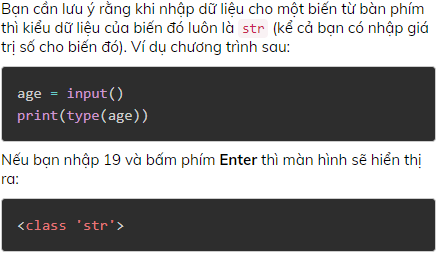 Bạn cần lưu ý rằng khi nhập dữ liệu cho một biến từ bàn phím
thì kiểu dữ liệu của biến đó luôn là str (kể cả bạn có nhập giá
trị số cho biến đó). Ví dụ chương trình sau:
age = input()
print(type(age))
Nếu bạn nhập 19 và bấm phím Enter thì màn hình sẽ hiển thị
ra:
<class 'str'>